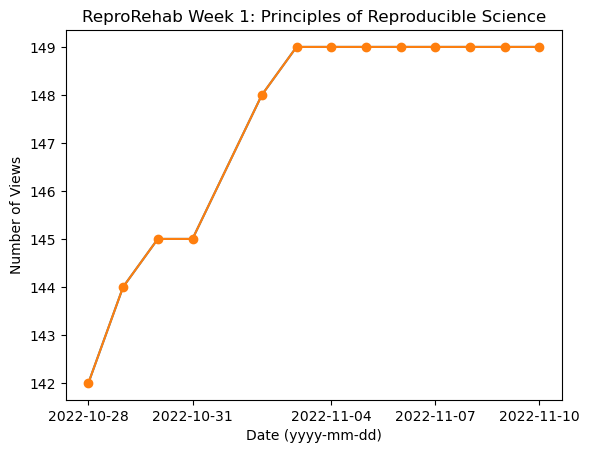 ReproRehab Week 1: Principles of Reproducible Science
149
148
147
146
145
144
143
142
Number of Views
2022-10-28 2022-10-31 2022-11-04 2022-11-07 2022-11-10
Date (yyyy-mm-dd)